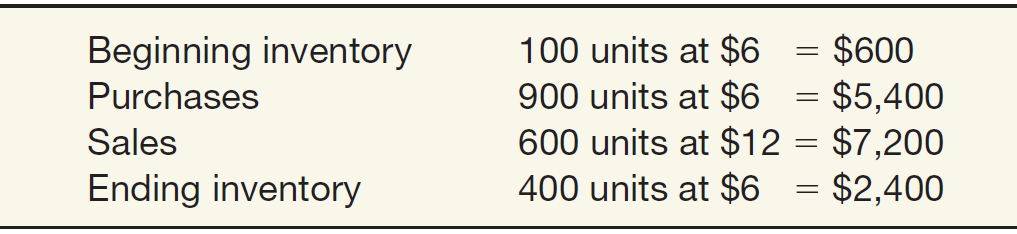 Beginning inventory 100 units at $6 = $600
Purchases 900 units at $6 = $5,400
Sales 600 units at $12 = $7,200
Ending inventory 400 units at $6 = $2,400